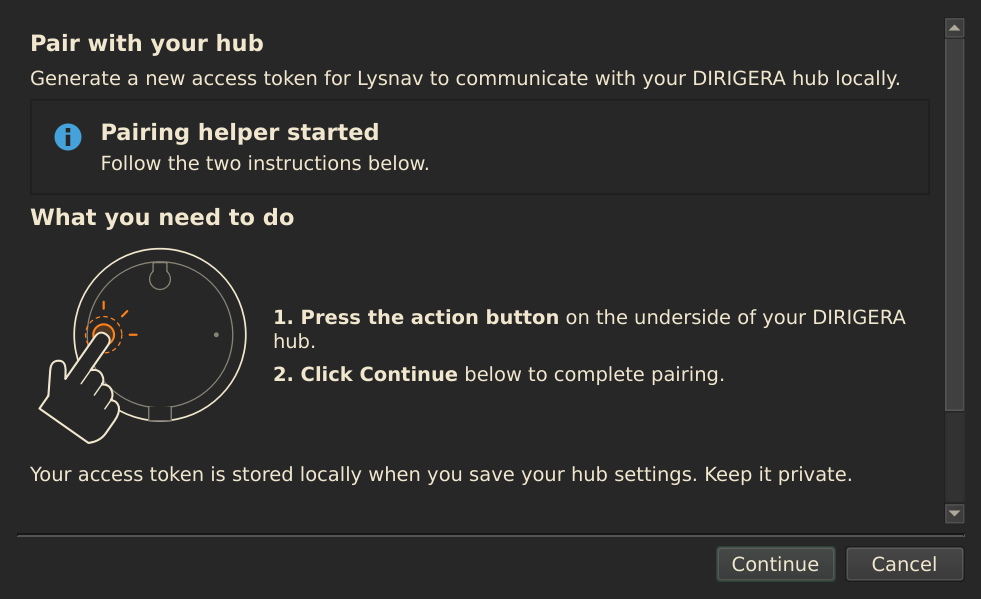 Pair with your hub
Generate a new access token for Lysnav to communicate with your DIRIGERA hub locally.
Pairing helper started
Follow the two instructions below.
What you need to do
1. Press the action button on the underside of your DIRIGERA
hub.
2. Click Continue below to complete pairing.
Your access token is stored locally when you save your hub settings. Keep it private.
Continue
Cancel